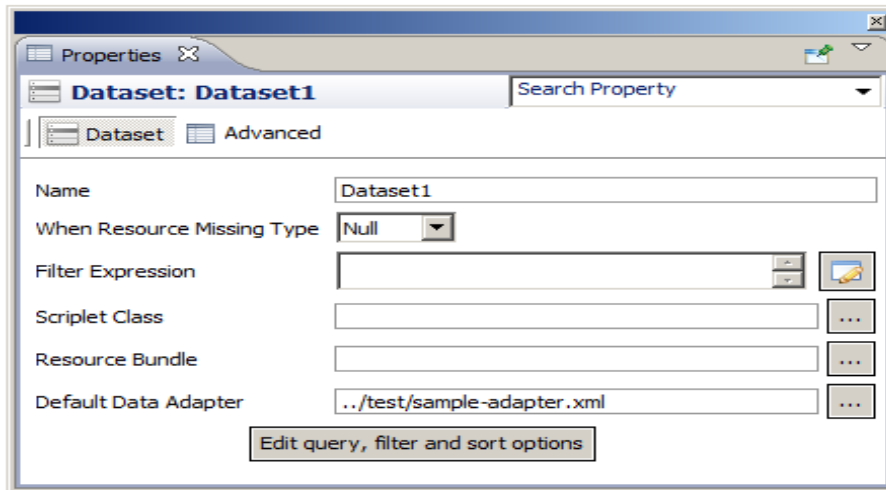 Properties
Dataset: Dataset1
Search Property
Dataset Advanced
Name Dataset1
When Resource Missing Type Null
Filter Expression
Scriplet Class ...
Resource Bundle ...
Default Data Adapter ../test/sample-adapter.xml ...
Edit query, filter and sort options